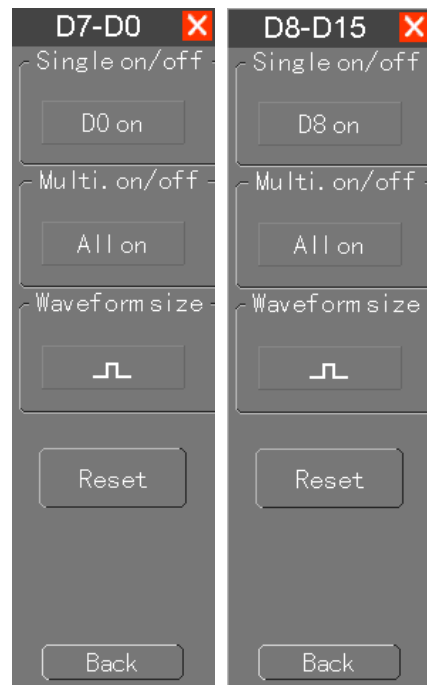 D7-D0
Single on/off
D0 on
Multi. on/off
All on
Waveform size
Reset
Back
D8-D15
Single on/off
D8 on
Multi. on/off
All on
Waveform size
Reset
Back